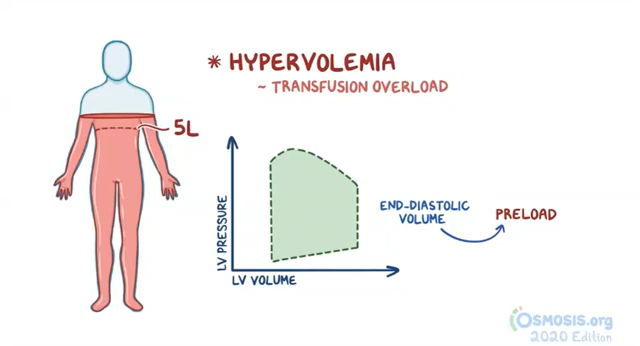 * HYPERVOLEMIA
~ TRANSFUSION OVERLOAD
5L
LV PRESSURE
END-DIASTOLIC
VOLUME
PRELOAD
LV VOLUME
OSMOSIS.org
2020 Edition